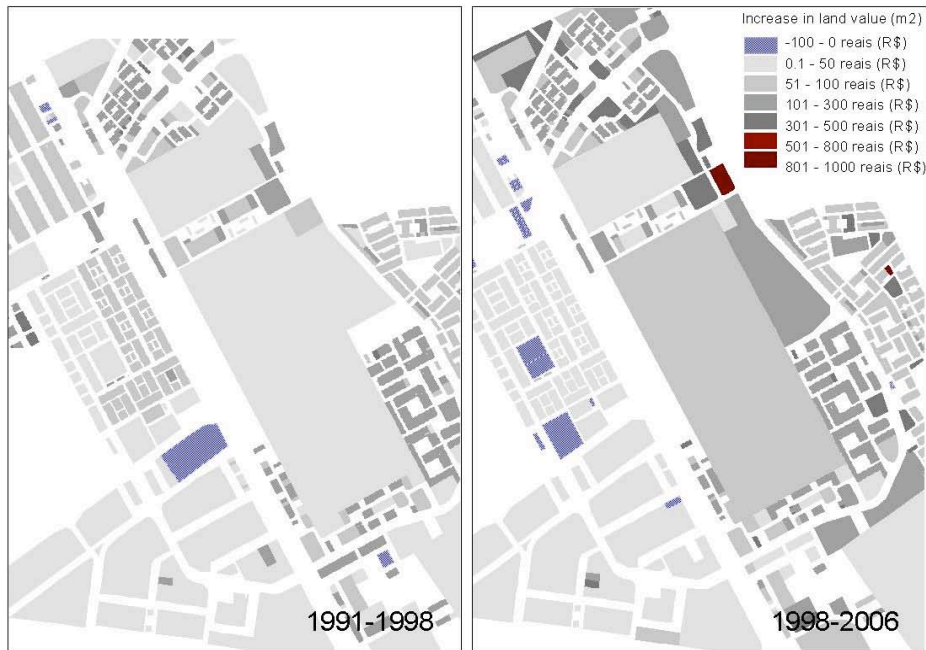 Increase in land value (m2)
-100 - 0 reais (R$)
0.1 - 50 reais (R$)
51 - 100 reais (R$)
101 - 300 reais (R$)
301 - 500 reais (R$)
501 - 800 reais (R$)
801 - 1000 reais (R$)
1991-1998
1998-2006